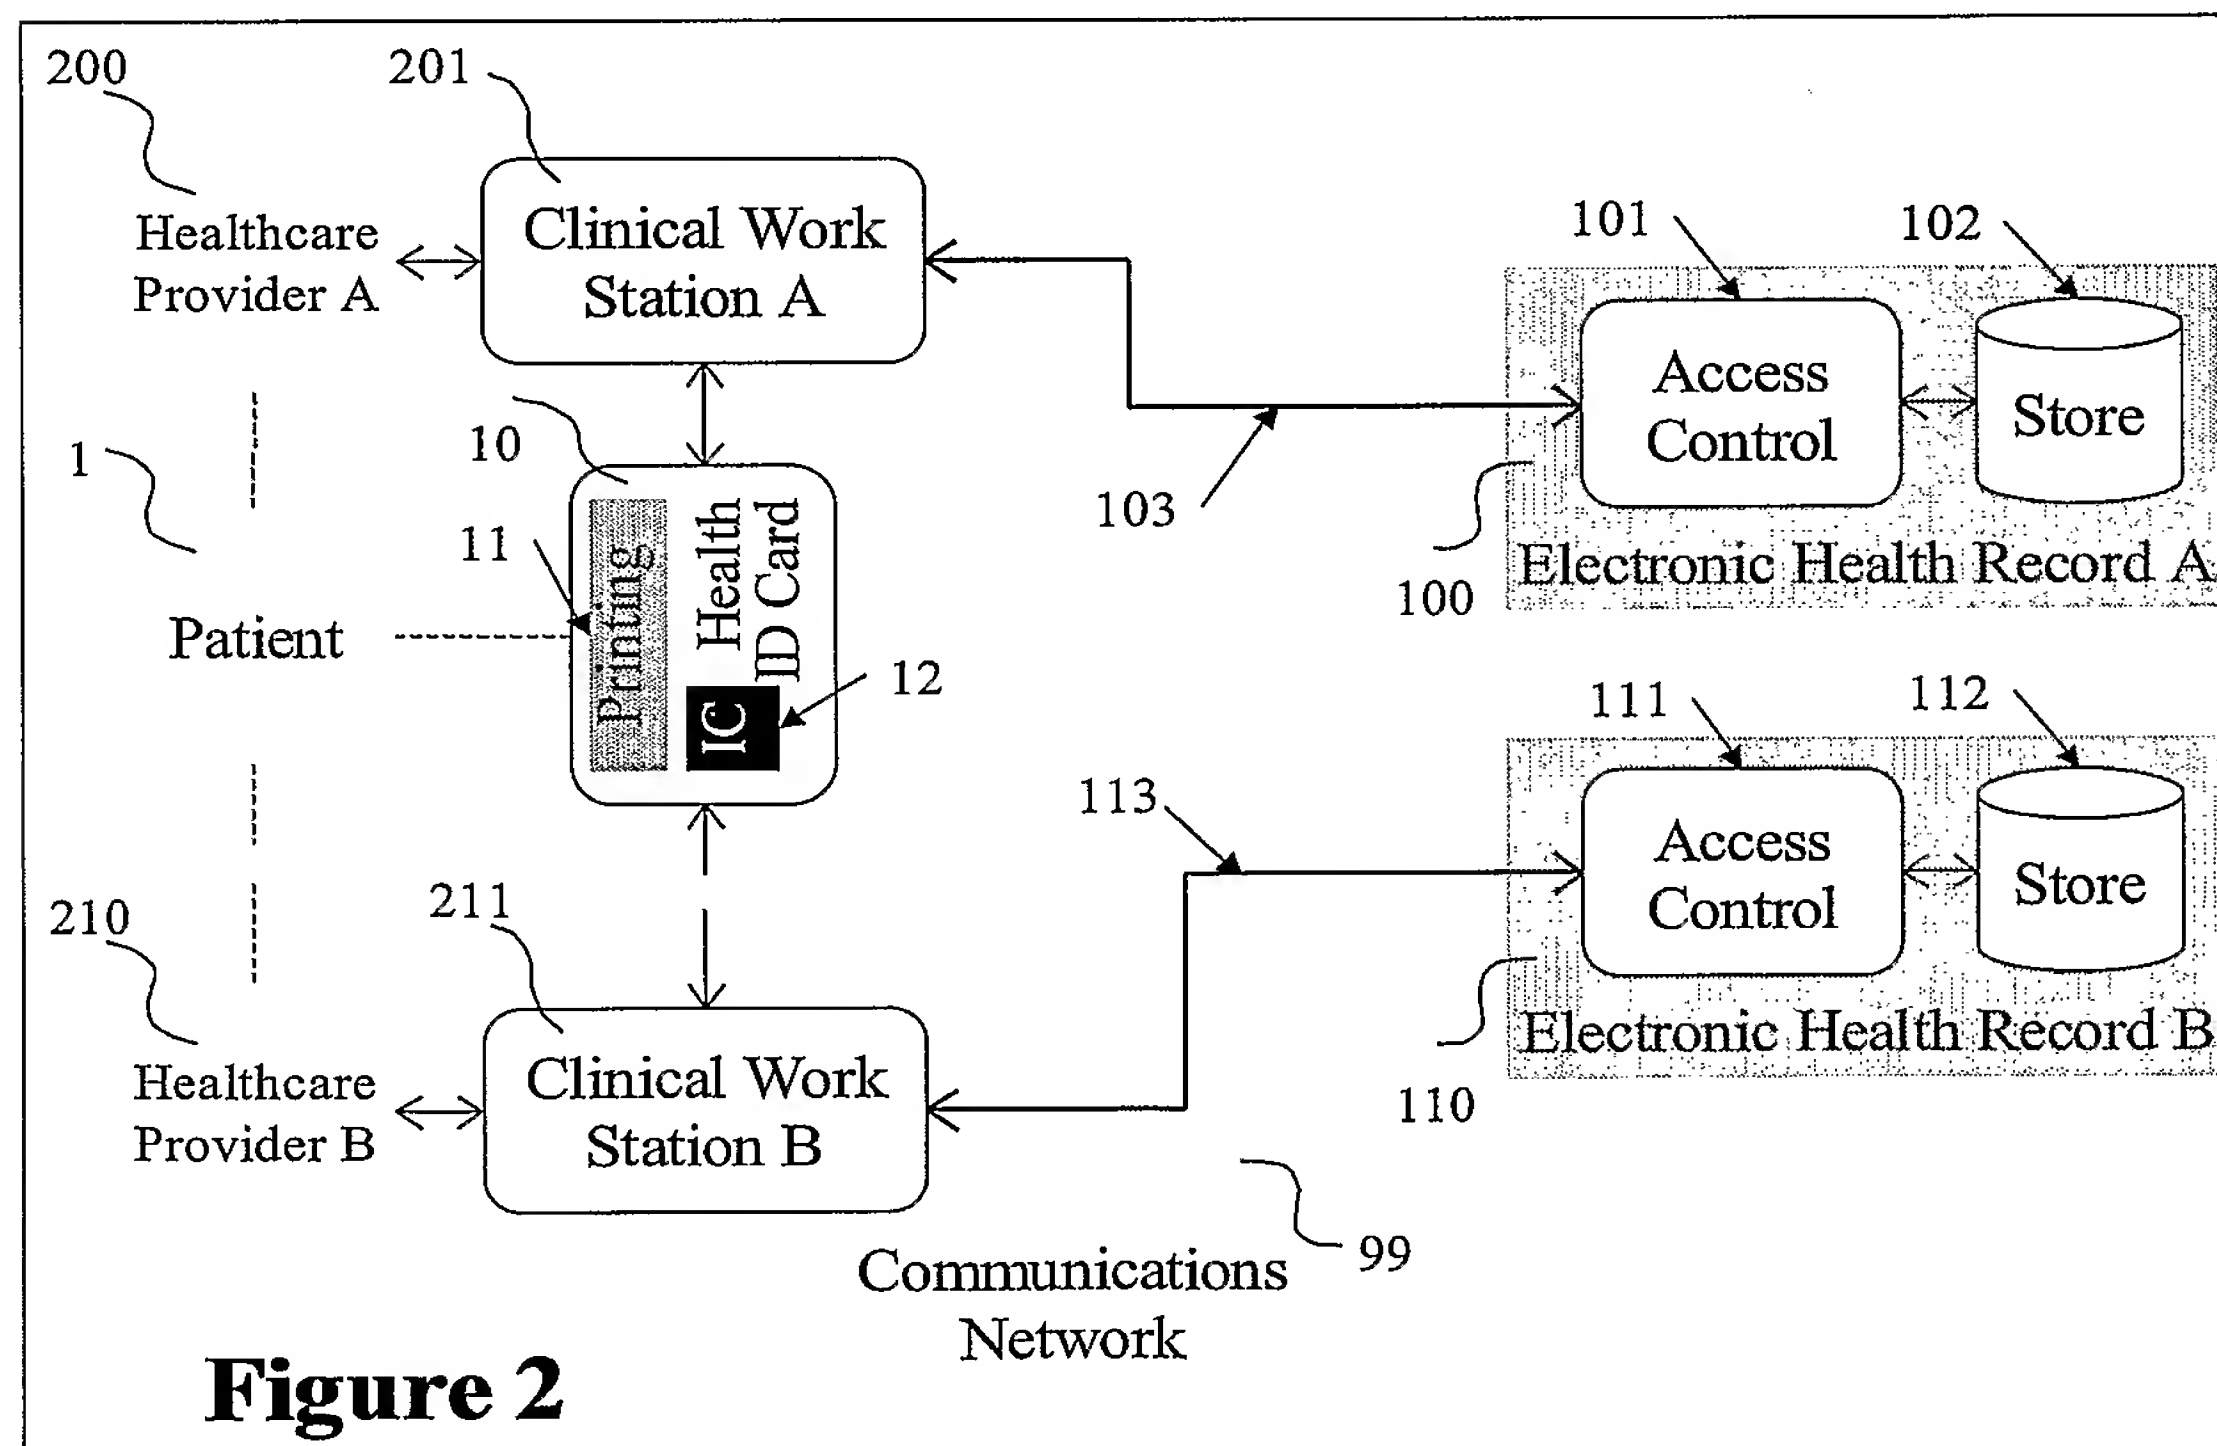 200
201
Healthcare
Provider A
Clinical Work
Station A
101
102
Access
Control
Store
103
100
Electronic Health Record A
1
10
11
Printing
Health
ID Card
IC
12
Patient
111
112
Access
Control
Store
113
110
Electronic Health Record B
210
211
Healthcare
Provider B
Clinical Work
Station B
99
Communications
Network
Figure 2